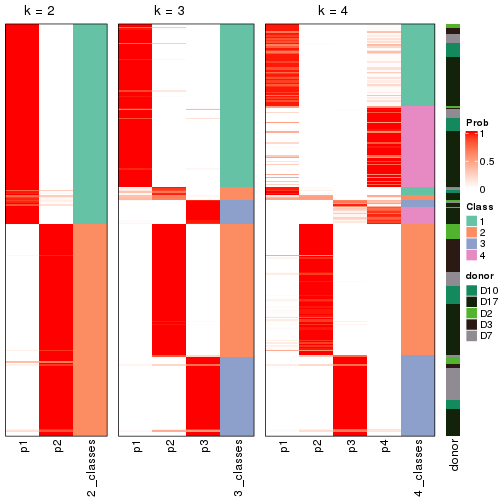 k = 2
k = 3
k = 4
p1
p2
2_classes
p1
p2
p3
3_classes
p1
p2
p3
p4
4_classes
donor
Prob
1
0.5
0
Class
1
2
3
4
donor
D10
D17
D2
D3
D7